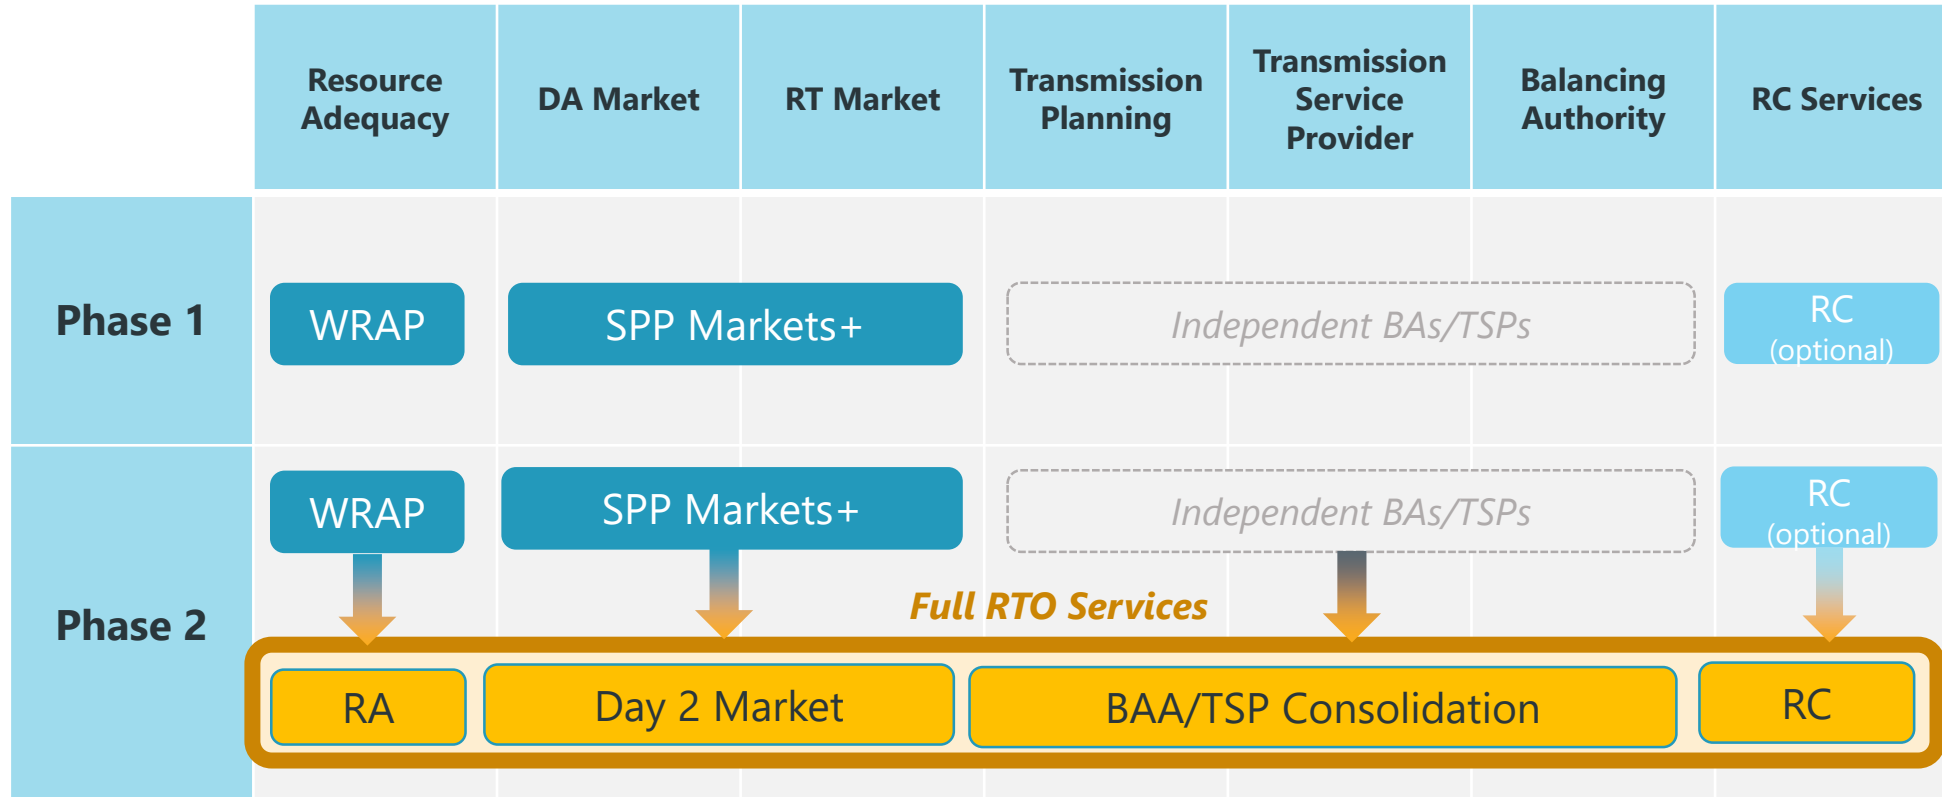 Resource
Adequacy
DA Market
RT Market
Transmission
Planning
Transmission
Service
Provider
Balancing
Authority
RC Services
Phase 1
WRAP
SPP Markets+
Independent BAs/TSPs
RC
(optional)
Phase 2
WRAP
SPP Markets+
Independent BAs/TSPs
RC
(optional)
Full RTO Services
RA
Day 2 Market
BAA/TSP Consolidation
RC